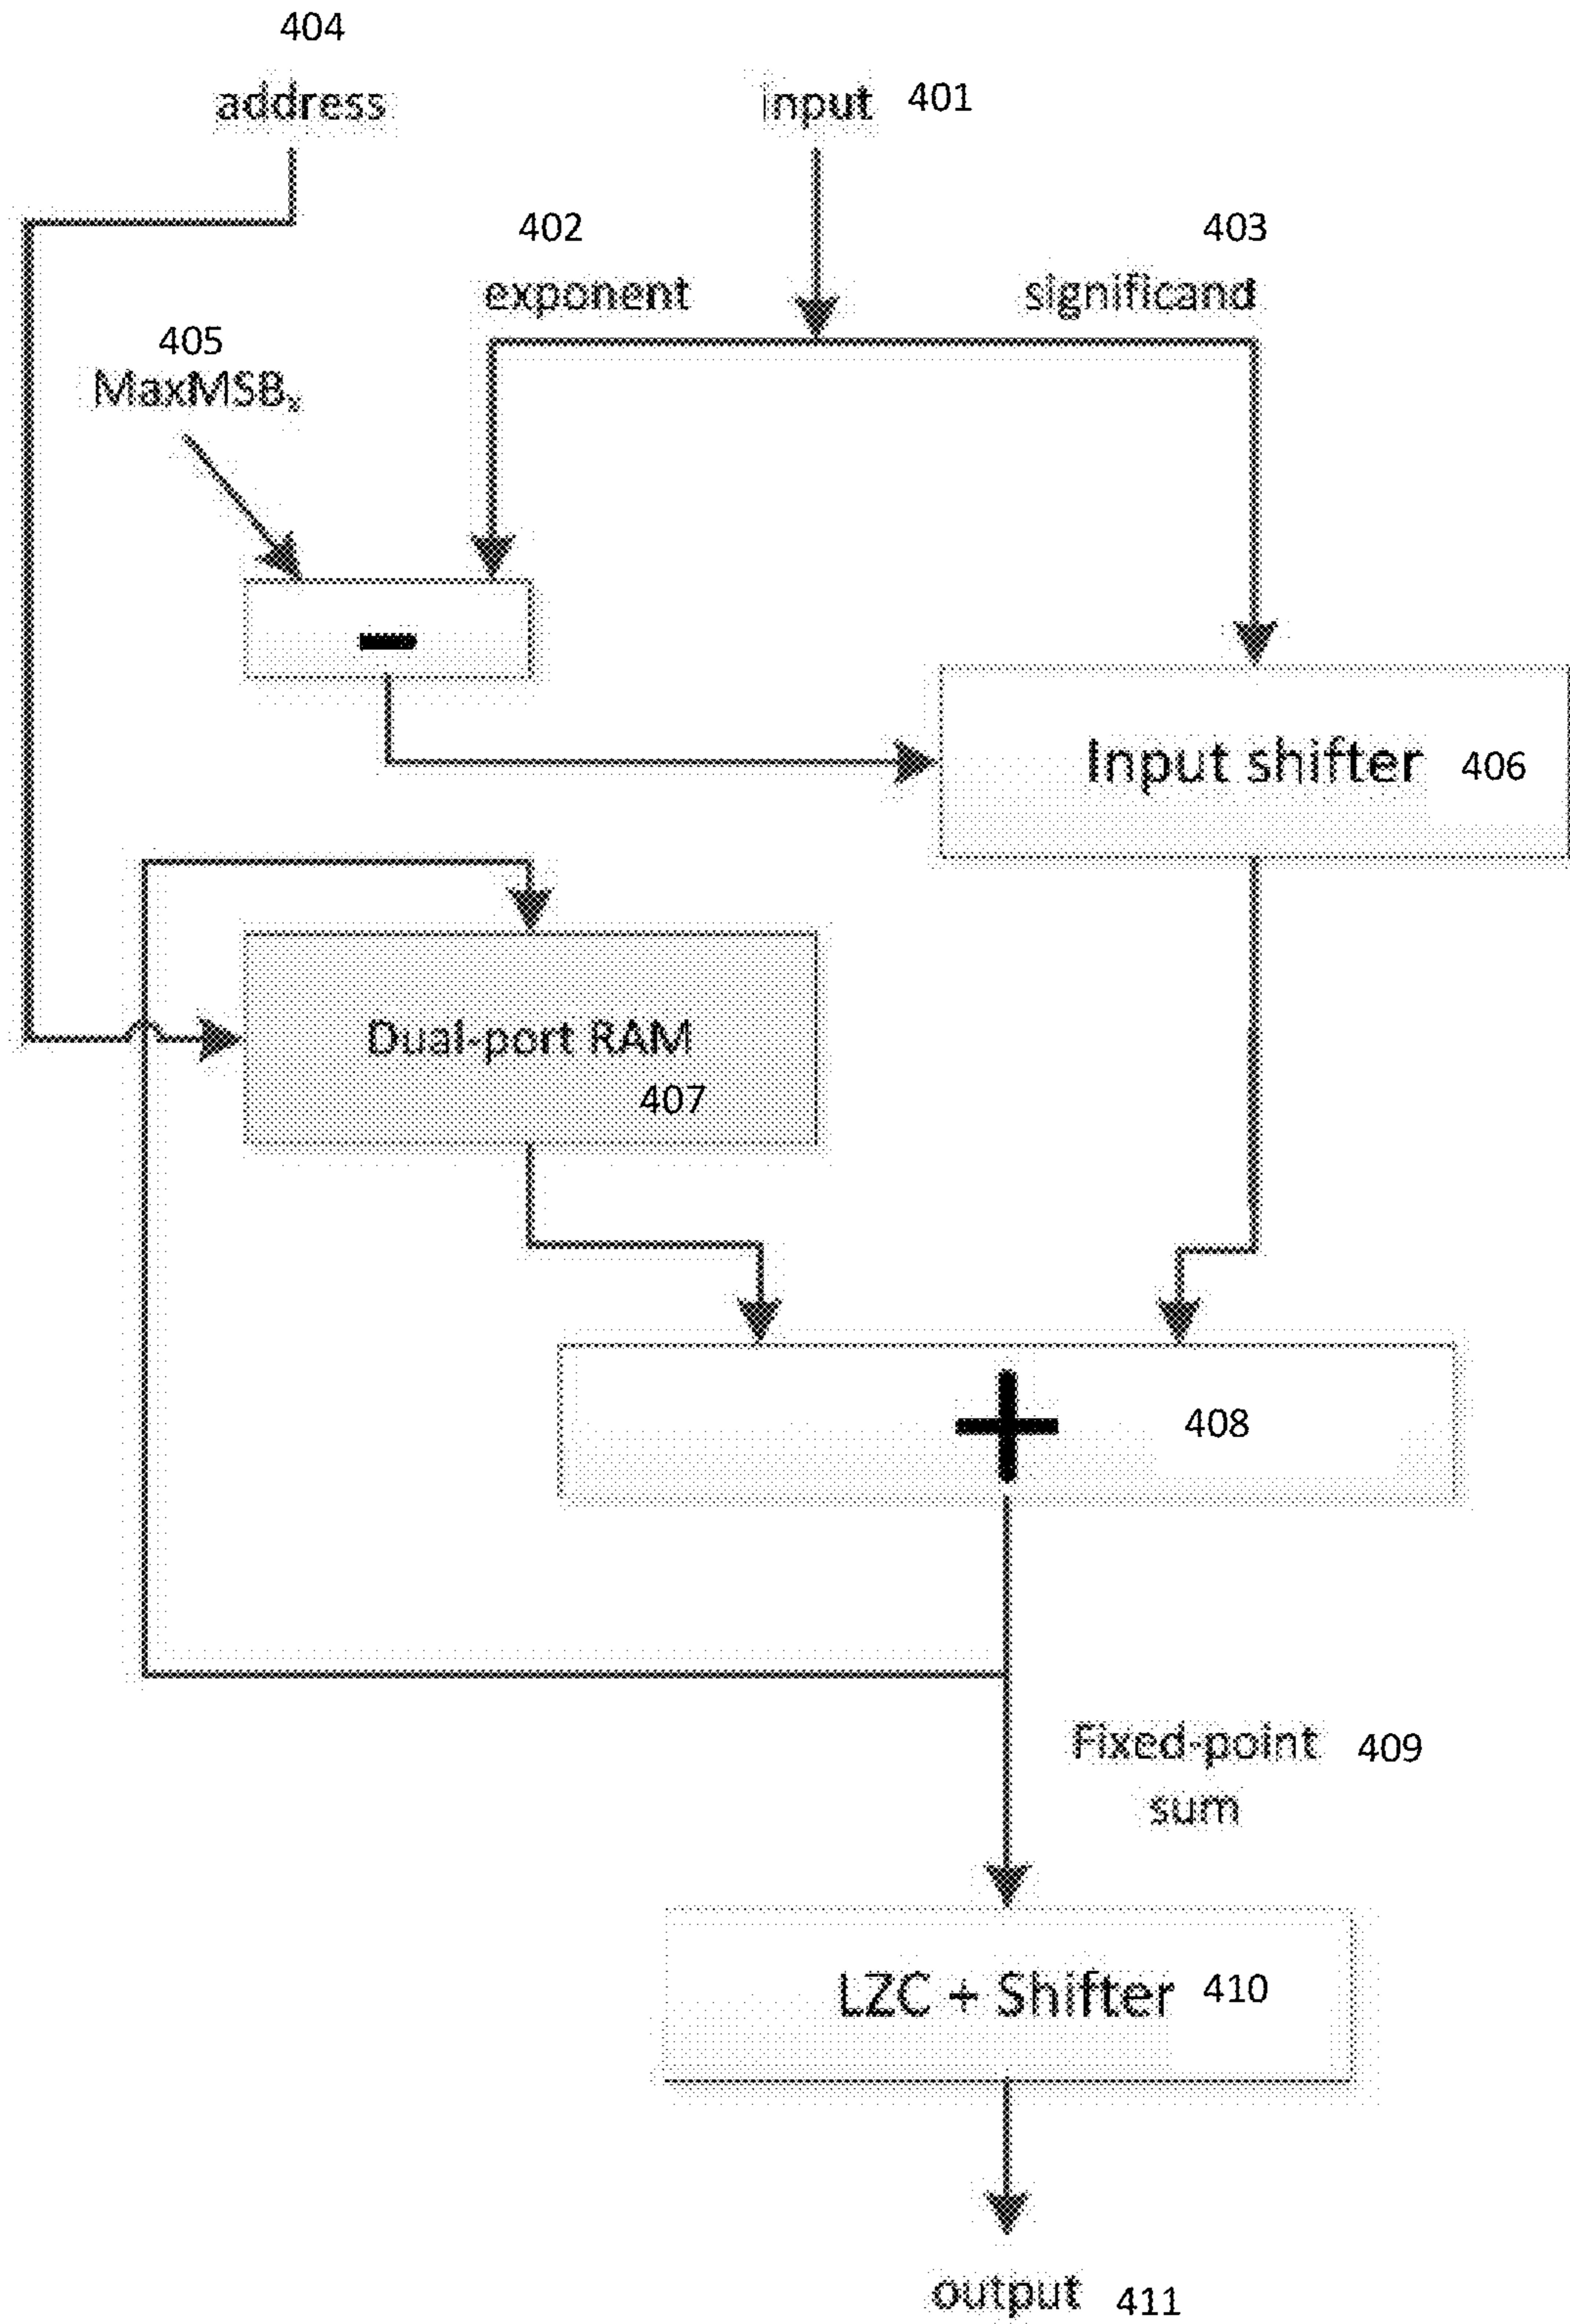 404
address
input 401
402
exponent
403
significand
405
MaxMSBₓ
-
Input shifter 406
Dual-port RAM
407
+ 408
Fixed-point 409
sum
LZC + Shifter 410
output 411